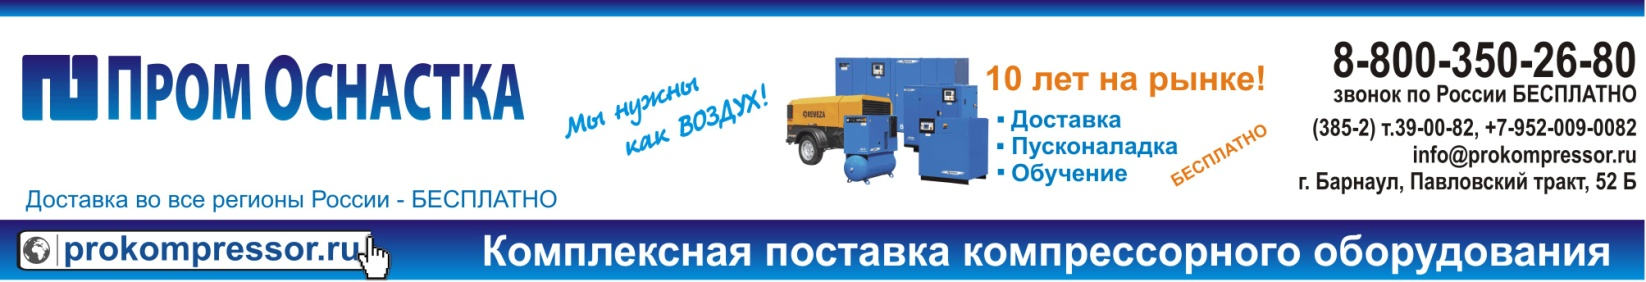 ПРОМ ОСНАСТКА
Доставка во все регионы России - БЕСПЛАТНО
Мы нужны
как ВОЗДУХ!
REMEZA
10 лет на рынке!
▪ Доставка
▪ Пусконаладка
▪ Обучение
БЕСПЛАТНО
8-800-350-26-80
звонок по России БЕСПЛАТНО
(385-2) т.39-00-82, +7-952-009-0082
info@prokompressor.ru
г. Барнаул, Павловский тракт, 52 Б
prokompressor.ru
Комплексная поставка компрессорного оборудования